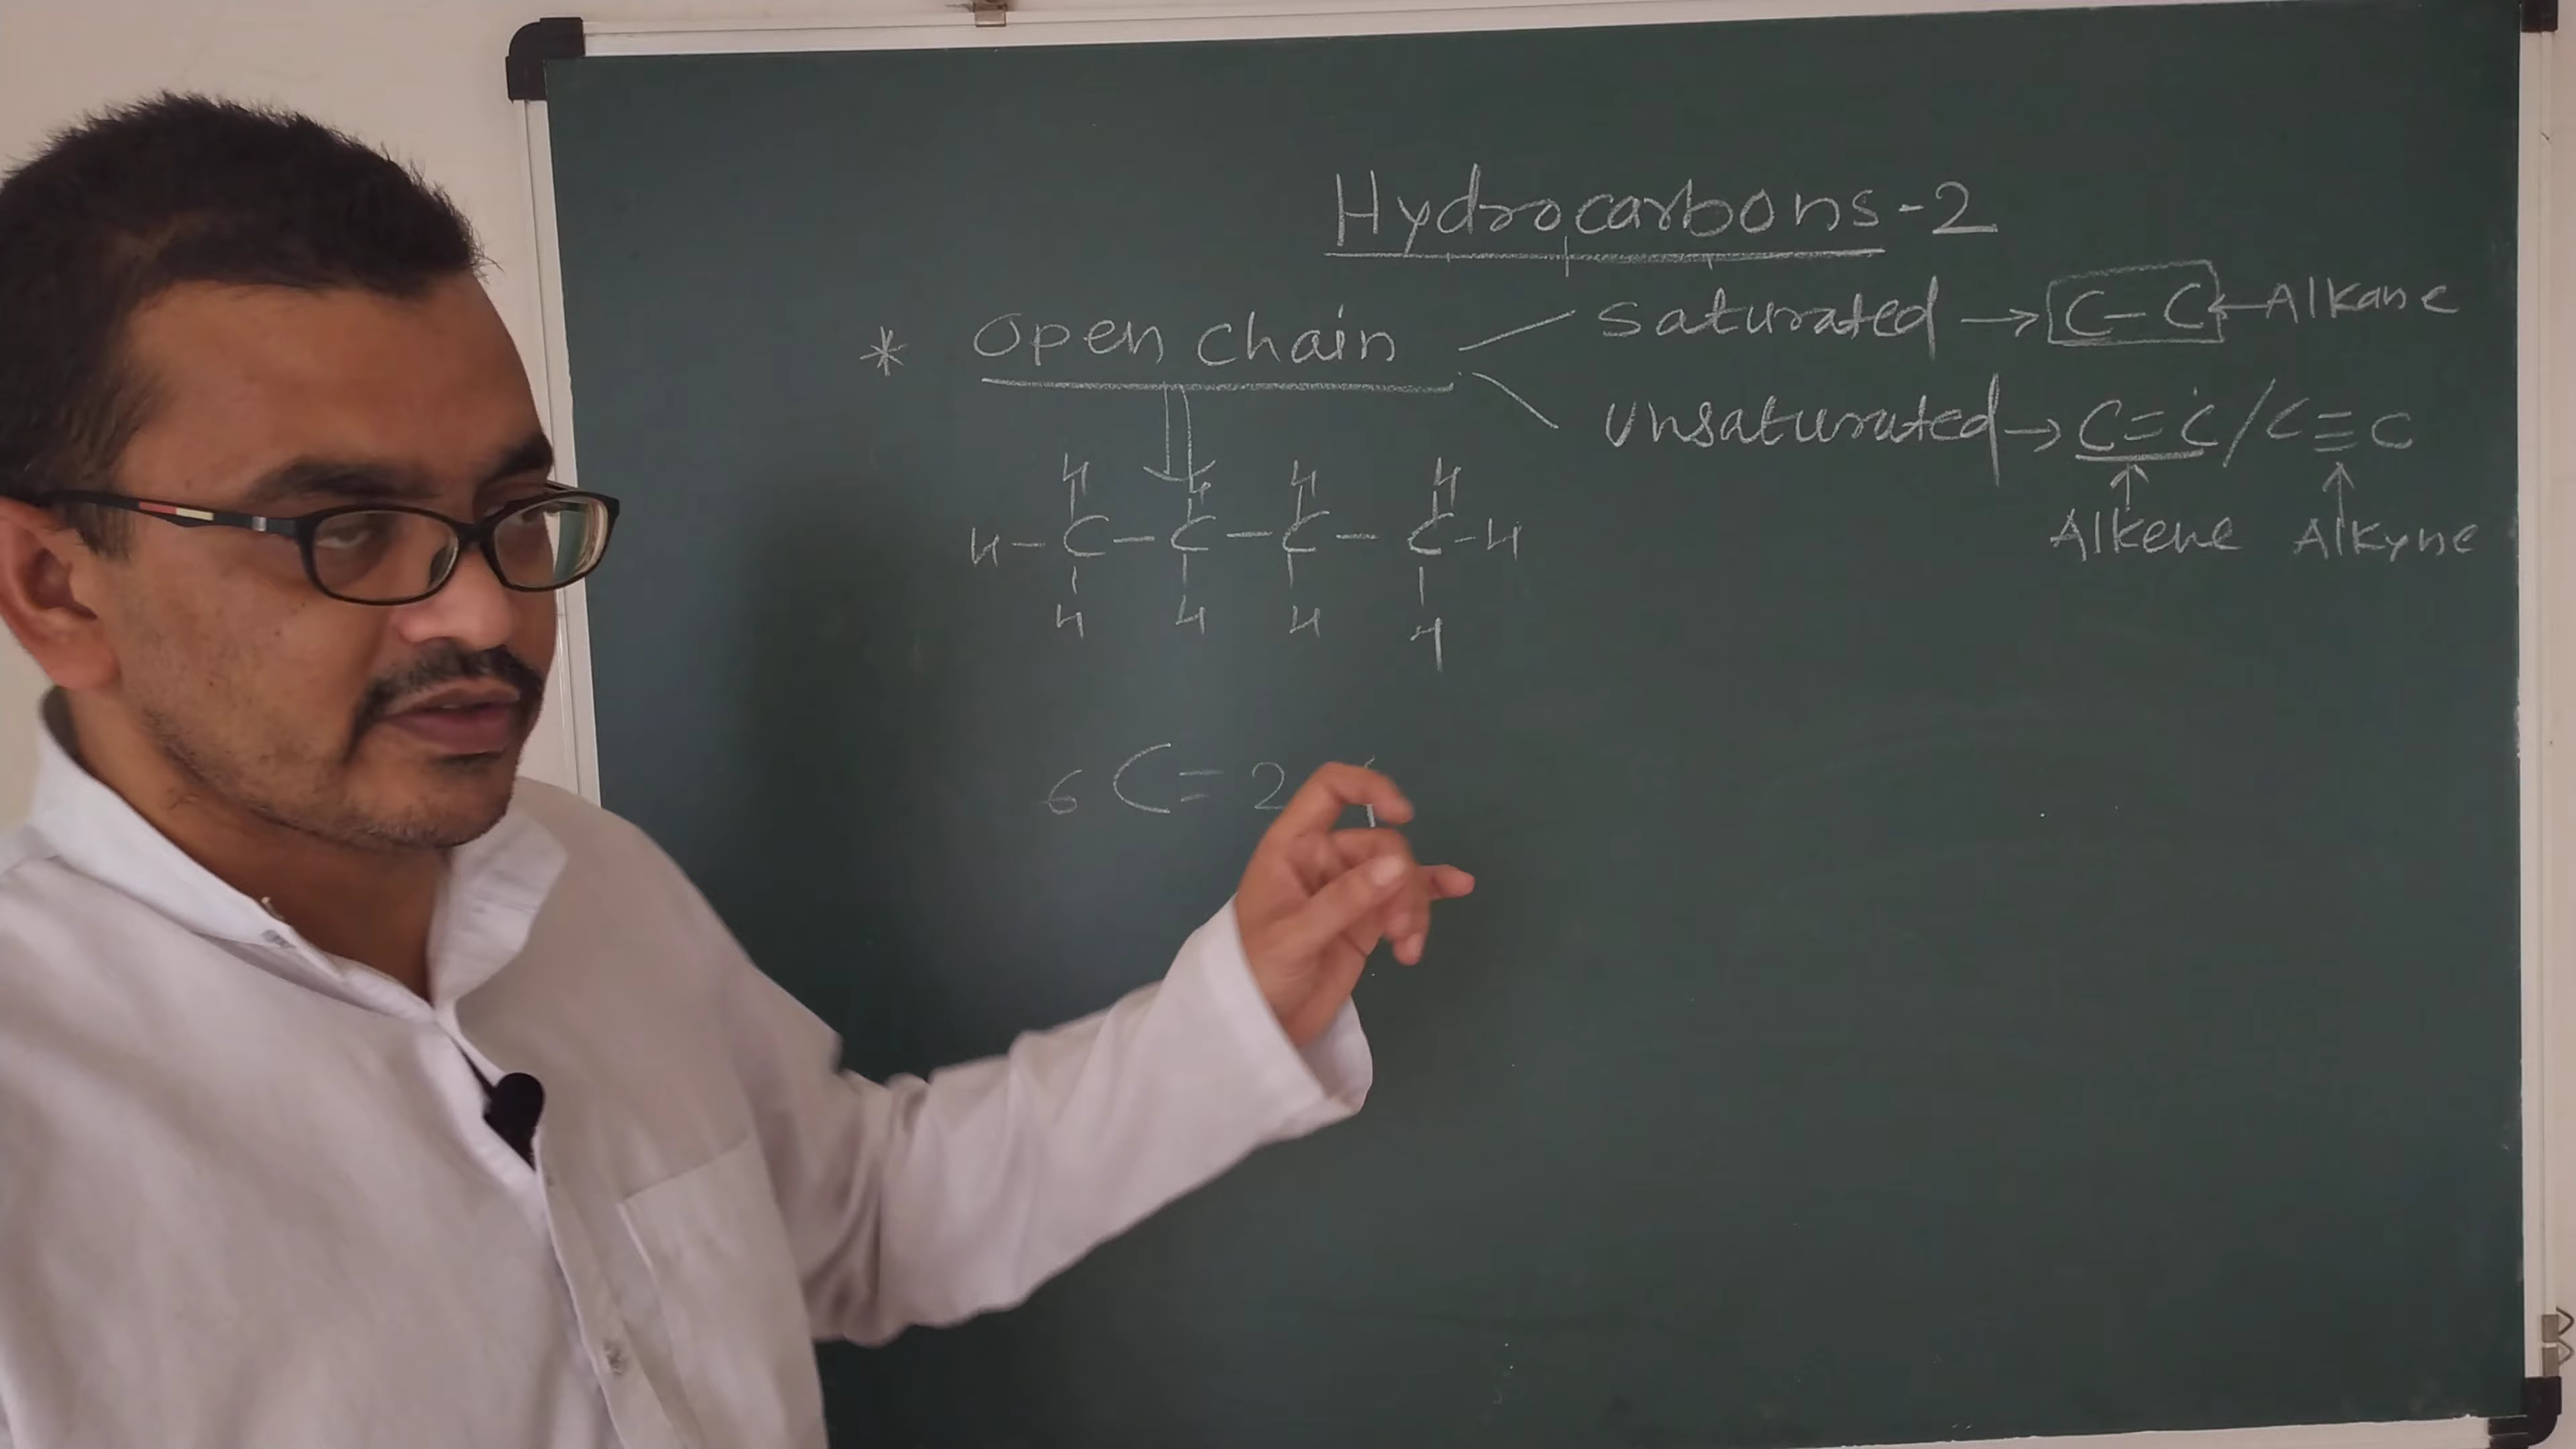 Hydrocarbons-2
* Open chain
Saturated → C-C ← Alkane
Unsaturated → C=C / C≡C
Alkene Alkyne
H H H H
H-C-C-C-C-H
H H H H
6 C = 2